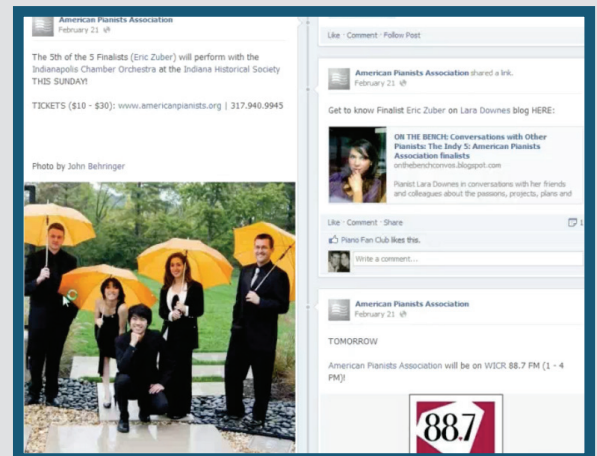 American Pianists Association
February 21
The 5th of the 5 Finalists (Eric Zuber) will perform with the
Indianapolis Chamber Orchestra at the Indiana Historical Society
THIS SUNDAY!
TICKETS ($10 - $30): www.americanpianists.org | 317.940.9945
Photo by John Behringer
Like · Comment · Follow Post
American Pianists Association shared a link.
February 21
Get to know Finalist Eric Zuber on Lara Downes blog HERE:
ON THE BENCH: Conversations with Other
Pianists: The Indy 5: American Pianists
Association finalists
onthebenchconvos.blogspot.com
Pianist Lara Downes in conversations with her friends
and colleagues about the passions, projects, plans and
Like · Comment · Share
1
Piano Fan Club likes this.
Write a comment...
American Pianists Association
February 21
TOMORROW
American Pianists Association will be on WICR 88.7 FM (1 - 4
PM)!
88.7